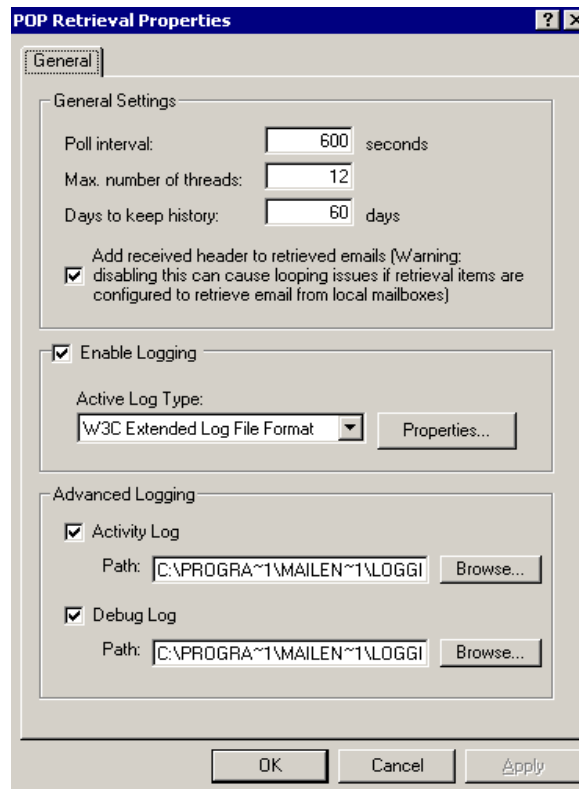 POP Retrieval Properties
General
General Settings
Poll interval: 600 seconds
Max. number of threads: 12
Days to keep history: 60 days
Add received header to retrieved emails (Warning:
disabling this can cause looping issues if retrieval items are
configured to retrieve email from local mailboxes)
Enable Logging
Active Log Type:
W3C Extended Log File Format Properties...
Advanced Logging
Activity Log
Path: C:\PROGRA~1\MAILEN~1\LOGGI Browse...
Debug Log
Path: C:\PROGRA~1\MAILEN~1\LOGGI Browse...
OK Cancel Apply